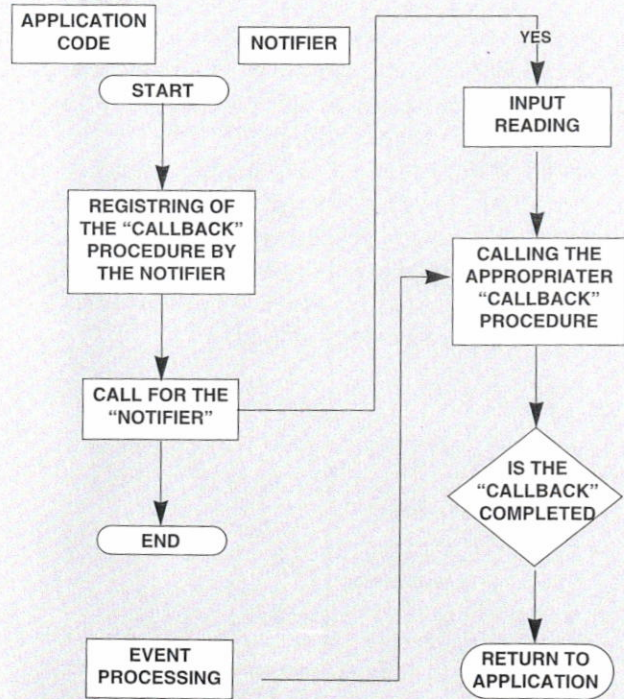 APPLICATION
CODE
NOTIFIER
START
REGISTRING OF
THE “CALLBACK”
PROCEDURE BY
THE NOTIFIER
CALL FOR THE
“NOTIFIER”
END
EVENT
PROCESSING
YES
INPUT
READING
CALLING THE
APPROPRIATER
“CALLBACK”
PROCEDURE
IS THE
“CALLBACK”
COMPLETED
RETURN TO
APPLICATION